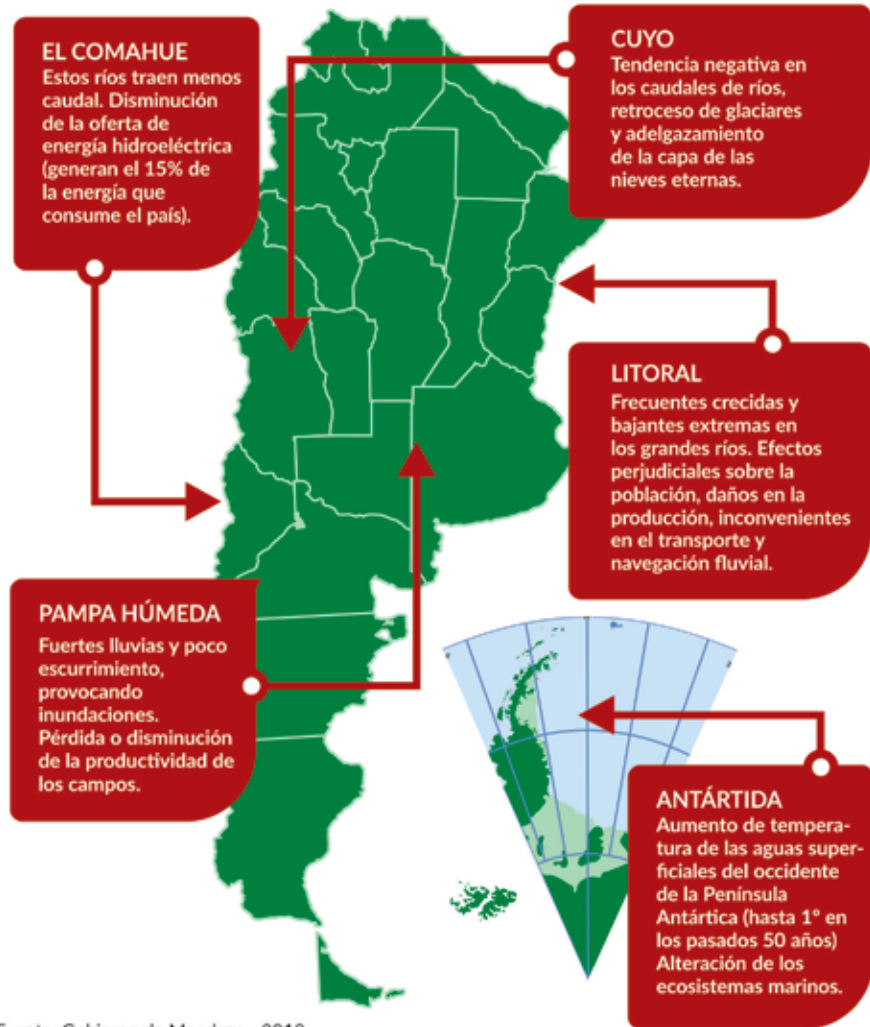 EL COMAHUE
Estos ríos traen menos
caudal. Disminución
de la oferta de
energía hidroeléctrica
(generan el 15% de
la energía que
consume el país).
CUYO
Tendencia negativa en
los caudales de ríos,
retroceso de glaciares
y adelgazamiento
de la capa de las
nieves eternas.
LITORAL
Frecuentes crecidas y
bajantes extremas en
los grandes ríos. Efectos
perjudiciales sobre la
población, daños en la
producción, inconvenientes
en el transporte y
navegación fluvial.
PAMPA HÚMEDA
Fuertes lluvias y poco
escurrimiento,
provocando
inundaciones.
Pérdida o disminución
de la productividad de
los campos.
ANTÁRTIDA
Aumento de tempera-
tura de las aguas super-
ficiales del occidente
de la Península
Antártica (hasta 1° en
los pasados 50 años)
Alteración de los
ecosistemas marinos.